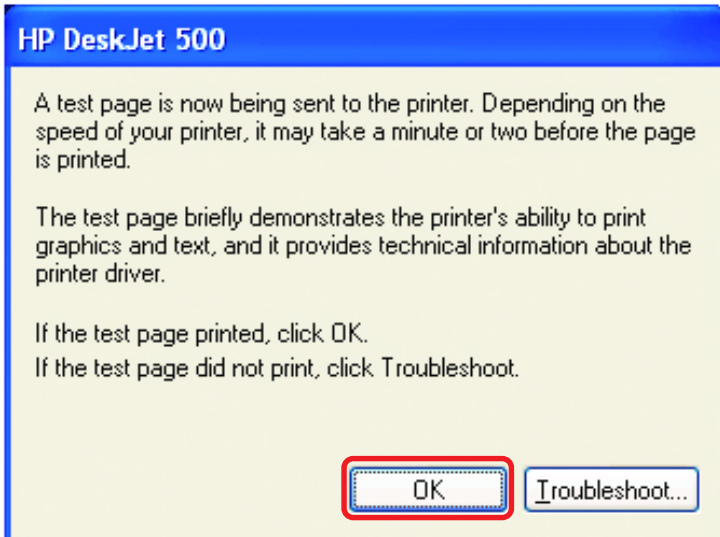 HP DeskJet 500
A test page is now being sent to the printer. Depending on the
speed of your printer, it may take a minute or two before the page
is printed.
The test page briefly demonstrates the printer's ability to print
graphics and text, and it provides technical information about the
printer driver.
If the test page printed, click OK.
If the test page did not print, click Troubleshoot.
OK Troubleshoot...